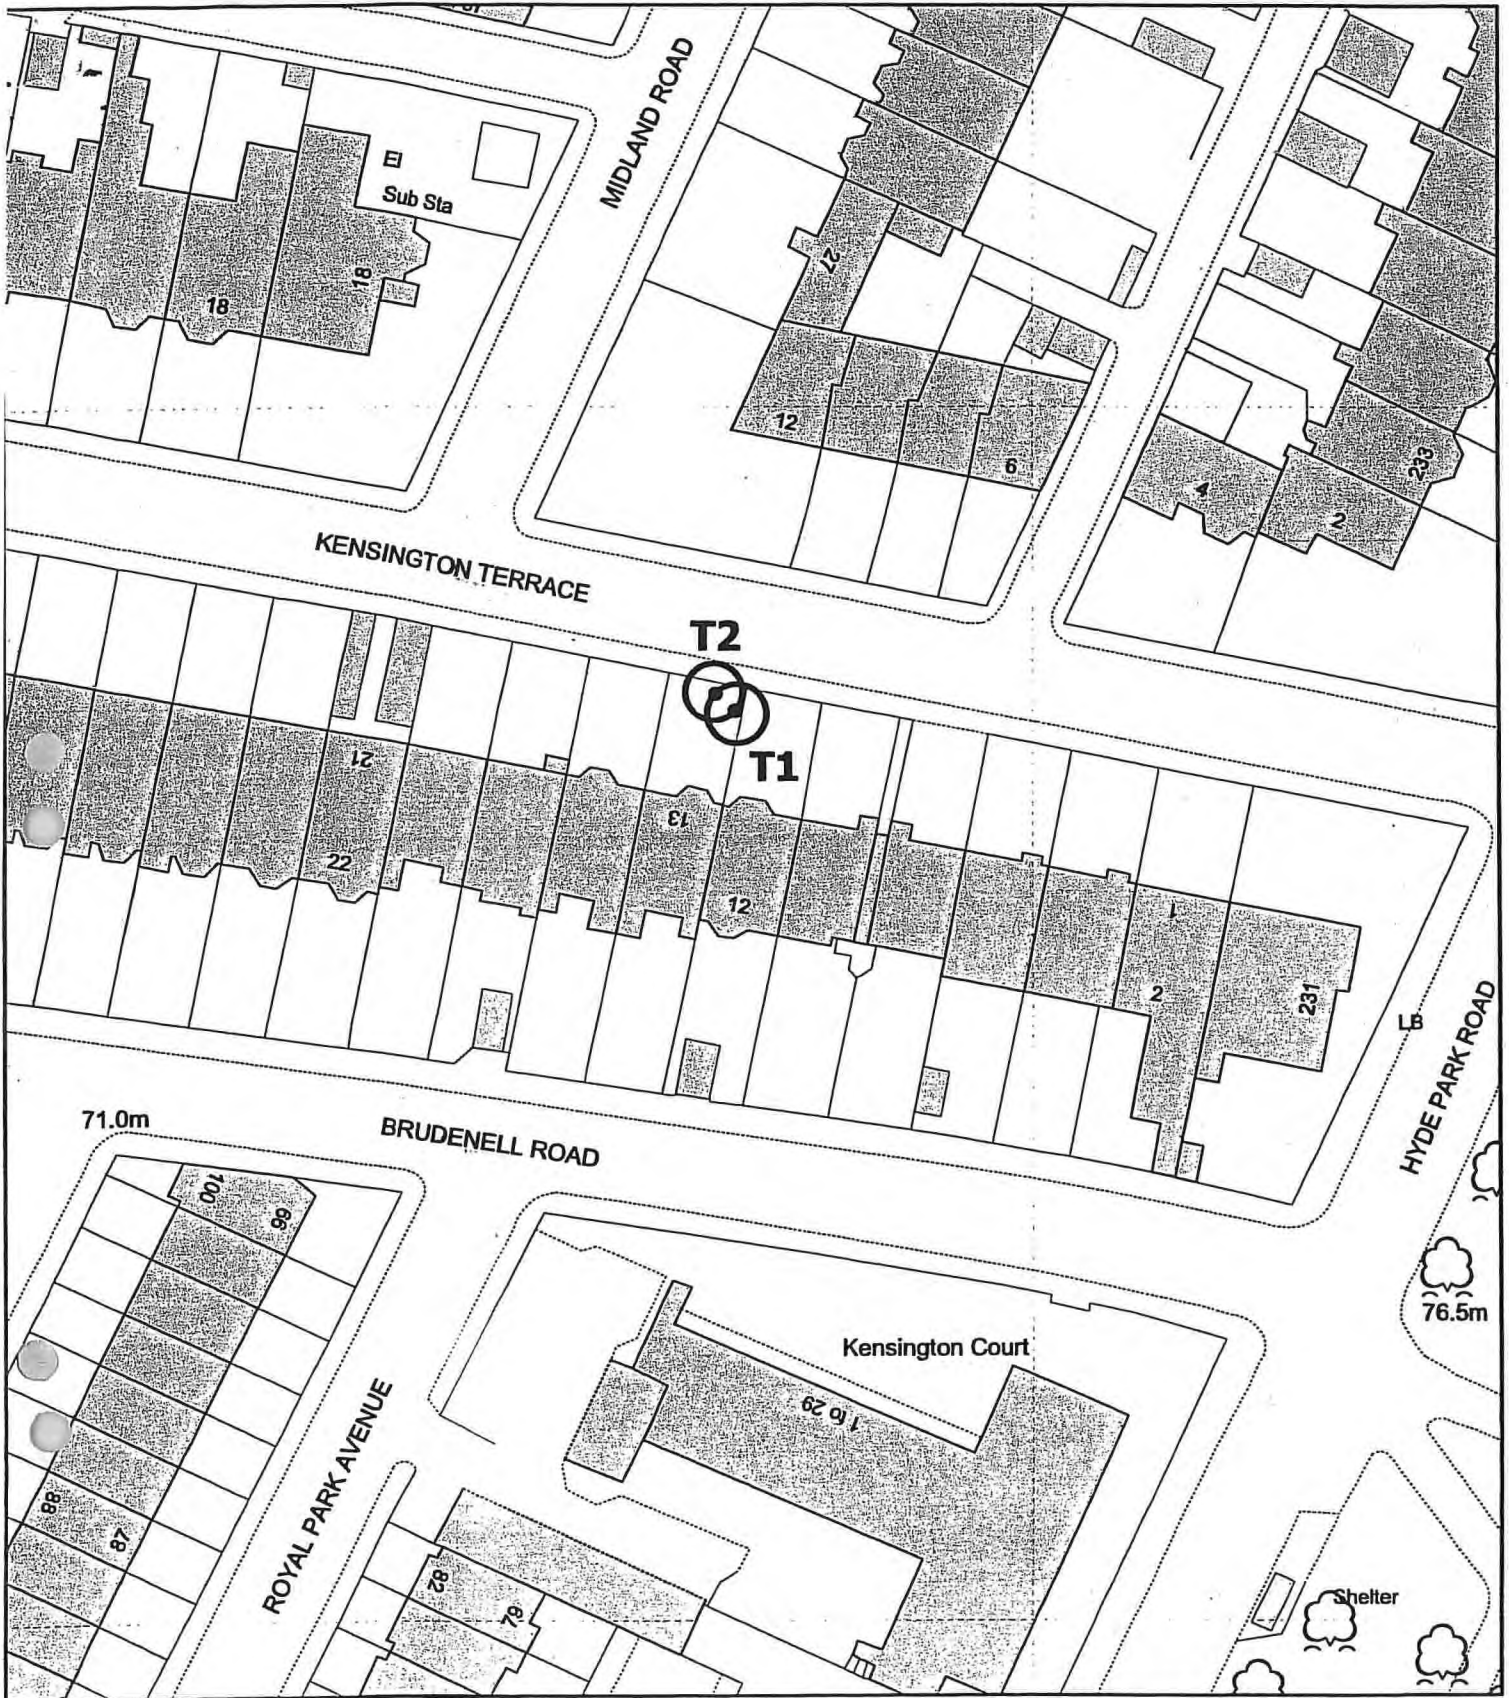 MIDLAND ROAD
El
Sub Sta
18
18
27
12
6
4
2
233
KENSINGTON TERRACE
T2
T1
21
22
13
12
1
2
231
LB
HYDE PARK ROAD
71.0m
BRUDENELL ROAD
100
99
76.5m
Kensington Court
1 to 29
ROYAL PARK AVENUE
88
87
82
79
Shelter